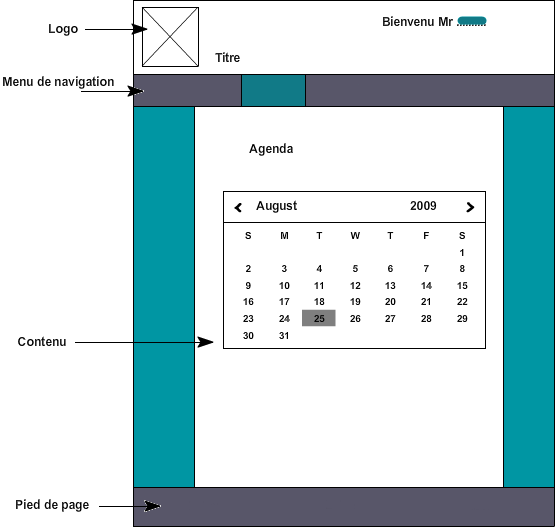 Logo
Bienvenu Mr
Titre
Menu de navigation
Agenda
August 2009
S M T W T F S
1
2 3 4 5 6 7 8
9 10 11 12 13 14 15
16 17 18 19 20 21 22
23 24 25 26 27 28 29
30 31
Contenu
Pied de page